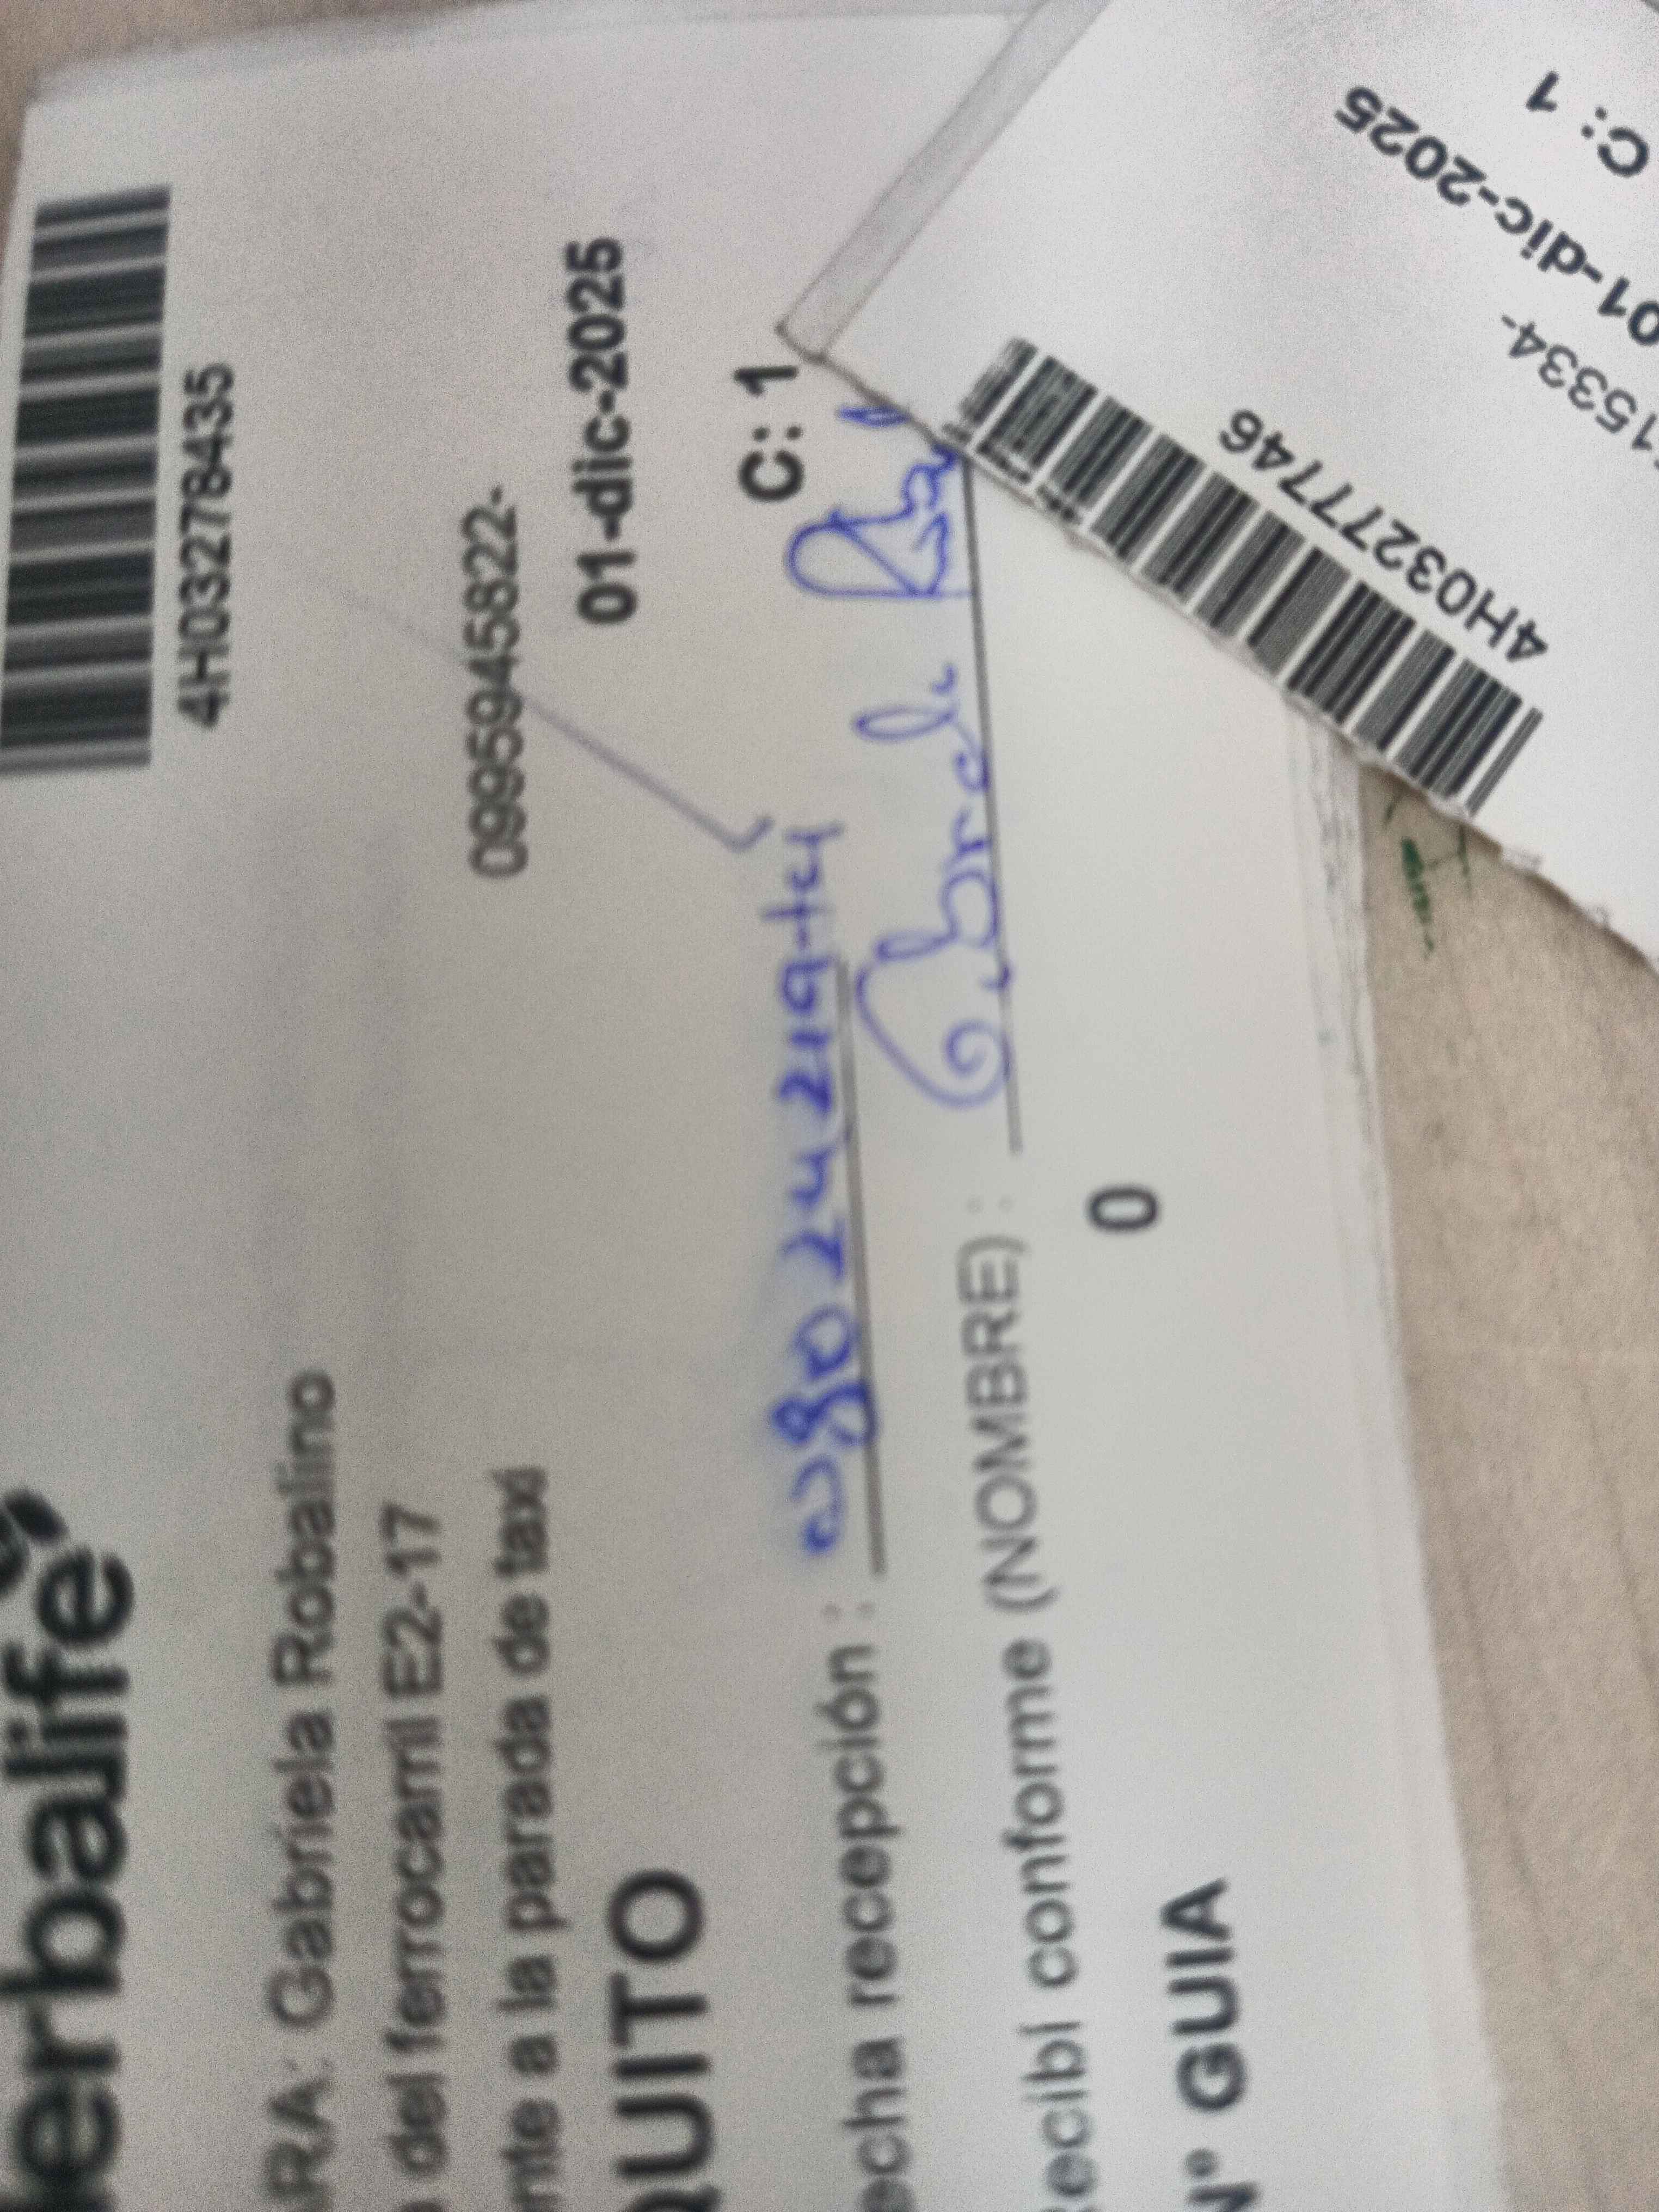 erbalife
4H03278435
RA: Gabriela Robalino
del ferrocarril E2-17
0995945822-
nte a la parada de taxi
QUITO
01-dic-2025
C: 1
echa recepción :
ecibí conforme (NOMBRE) :
0
N° GUIA
4H03277746
15334-
01-dic-2025
C: 1